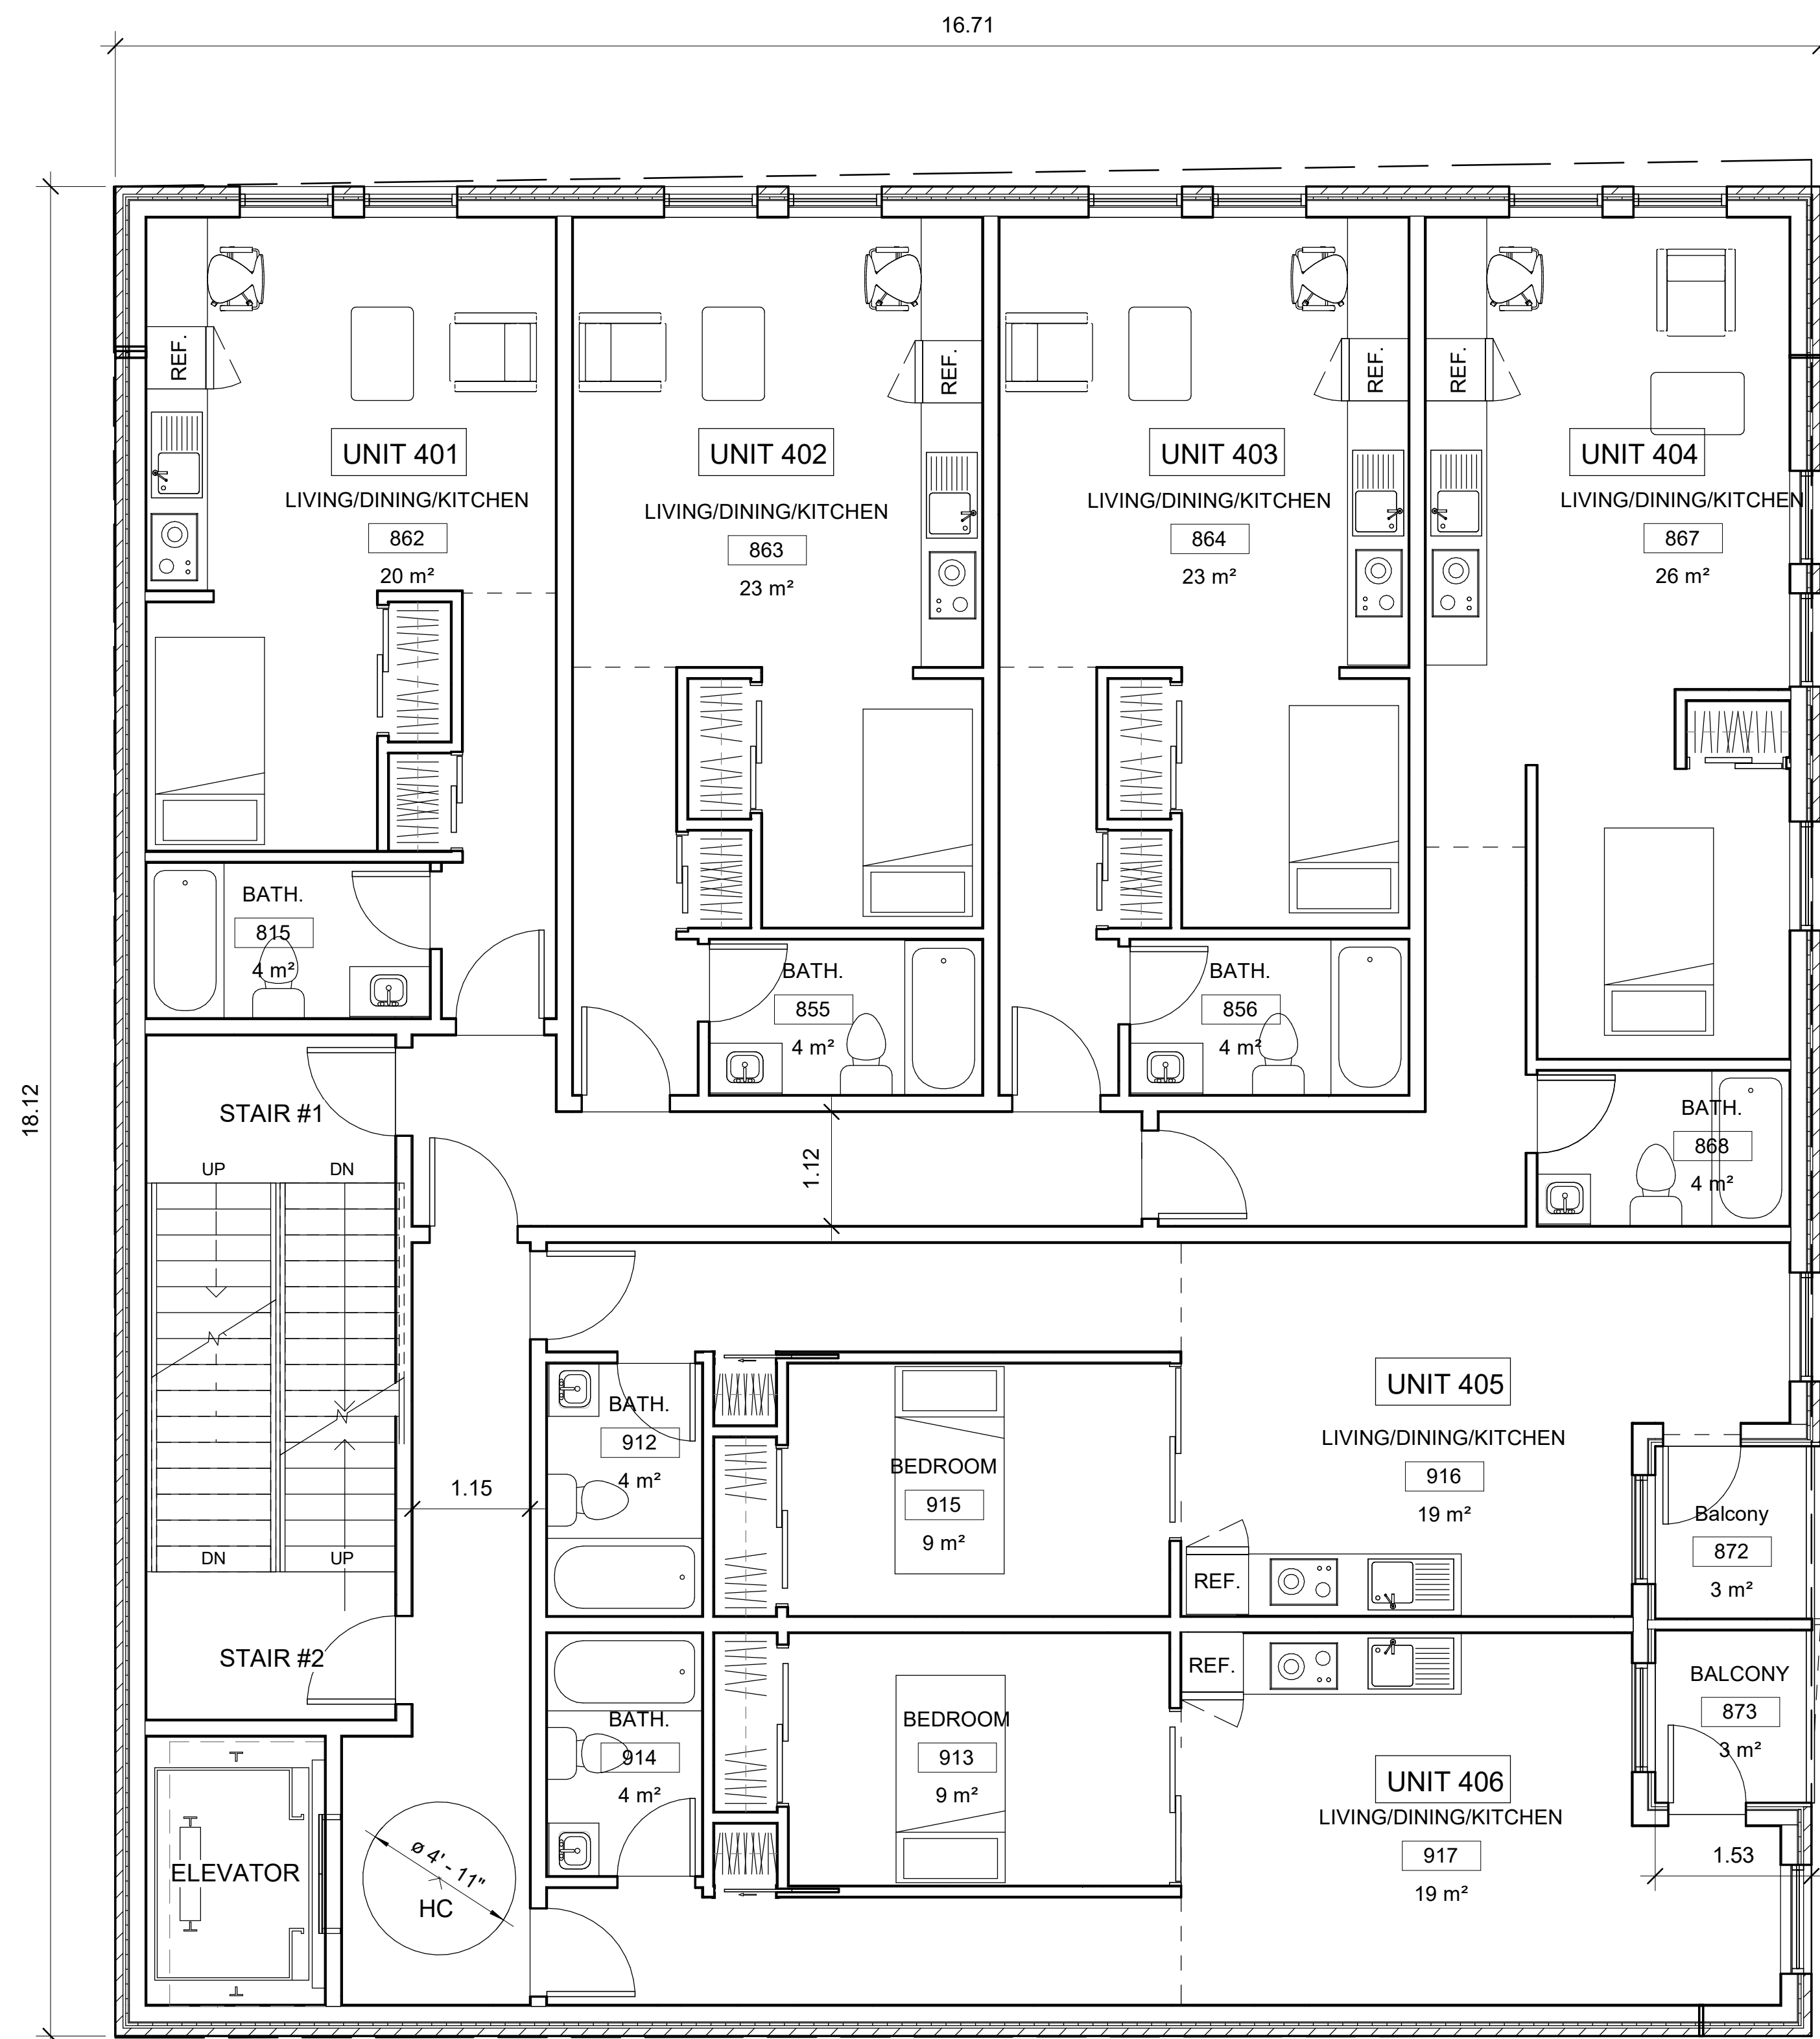 16.71
18.12
REF.
REF.
REF.
REF.
UNIT 401
LIVING/DINING/KITCHEN
862
20 m²
UNIT 402
LIVING/DINING/KITCHEN
863
23 m²
UNIT 403
LIVING/DINING/KITCHEN
864
23 m²
UNIT 404
LIVING/DINING/KITCHEN
867
26 m²
BATH.
815
4 m²
BATH.
855
4 m²
BATH.
856
4 m²
BATH.
868
4 m²
STAIR #1
UP
DN
1.12
DN
UP
STAIR #2
1.15
BATH.
912
4 m²
BEDROOM
915
9 m²
UNIT 405
LIVING/DINING/KITCHEN
916
19 m²
REF.
Balcony
872
3 m²
BATH.
914
4 m²
BEDROOM
913
9 m²
REF.
UNIT 406
LIVING/DINING/KITCHEN
917
19 m²
BALCONY
873
3 m²
1.53
ELEVATOR
ø 4' - 11"
HC